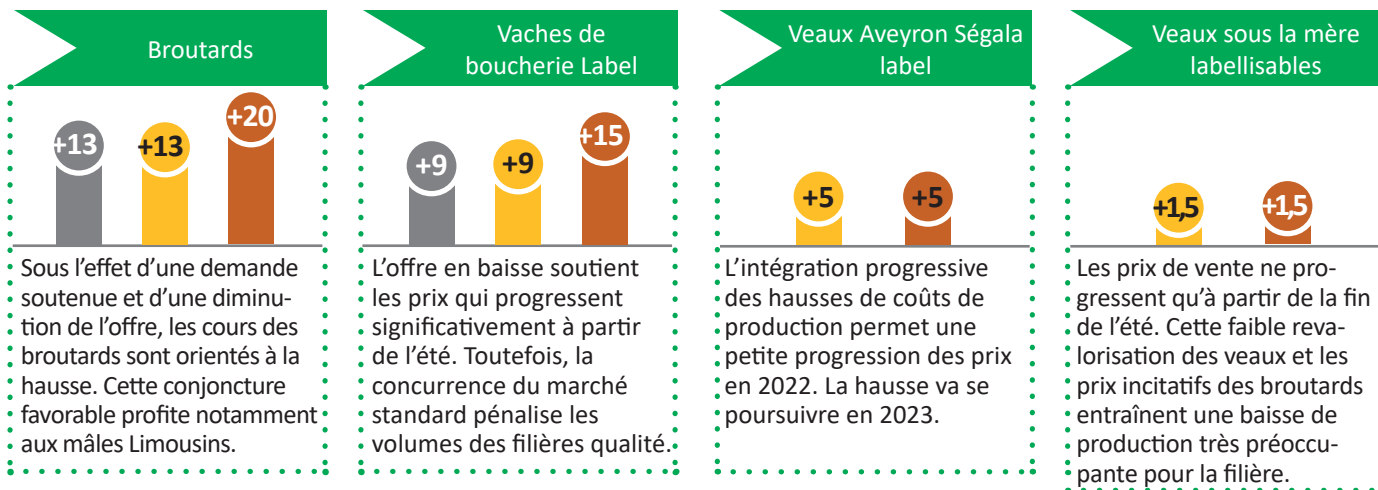 Broutards
+13
+13
+20
Sous l'effet d'une demande
soutenue et d'une diminu-
tion de l'offre, les cours des
broutards sont orientés à la
hausse. Cette conjoncture
favorable profite notamment
aux mâles Limousins.
Vaches de
boucherie Label
+9
+9
+15
L'offre en baisse soutient
les prix qui progressent
significativement à partir
de l'été. Toutefois, la
concurrence du marché
standard pénalise les
volumes des filières qualité.
Veaux Aveyron Ségala
label
+5
+5
L'intégration progressive
des hausses de coûts de
production permet une
petite progression des prix
en 2022. La hausse va se
poursuivre en 2023.
Veaux sous la mère
labellisables
+1,5
+1,5
Les prix de vente ne pro-
gressent qu'à partir de la fin
de l'été. Cette faible reva-
lorisation des veaux et les
prix incitatifs des broutards
entraînent une baisse de
production très préoccu-
pante pour la filière.